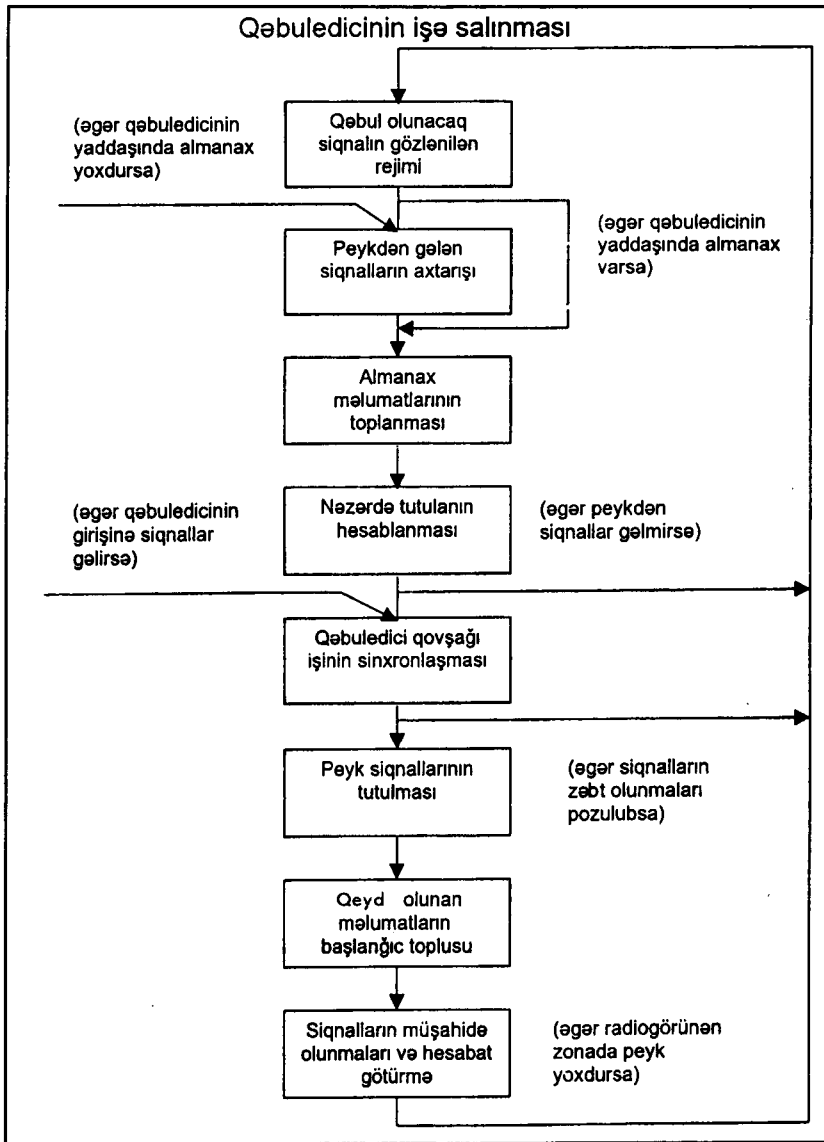 Qəbuledicinin işə salınması
(əgər qəbuledicinin
yaddaşında almanax
yoxdursa)
Qəbul olunacaq
siqnalın gözlənilən
rejimi
(əgər qəbuledicinin
yaddaşında almanax
varsa)
Peykdən gələn
siqnalların axtarışı
Almanax
məlumatlarının
toplanması
(əgər qəbuledicinin
girişinə siqnallar
gəlirsə)
Nəzərdə tutulanın
hesablanması
(əgər peykdən
siqnallar gəlmirsə)
Qəbuledici qovşağı
işinin sinxronlaşması
Peyk siqnallarının
tutulması
(əgər siqnalların
zəbt olunmaları
pozulubsa)
Qeyd olunan
məlumatların
başlanğıc toplusu
Siqnalların müşahidə
olunmaları və hesabat
götürmə
(əgər radiogörünən
zonada peyk
yoxdursa)